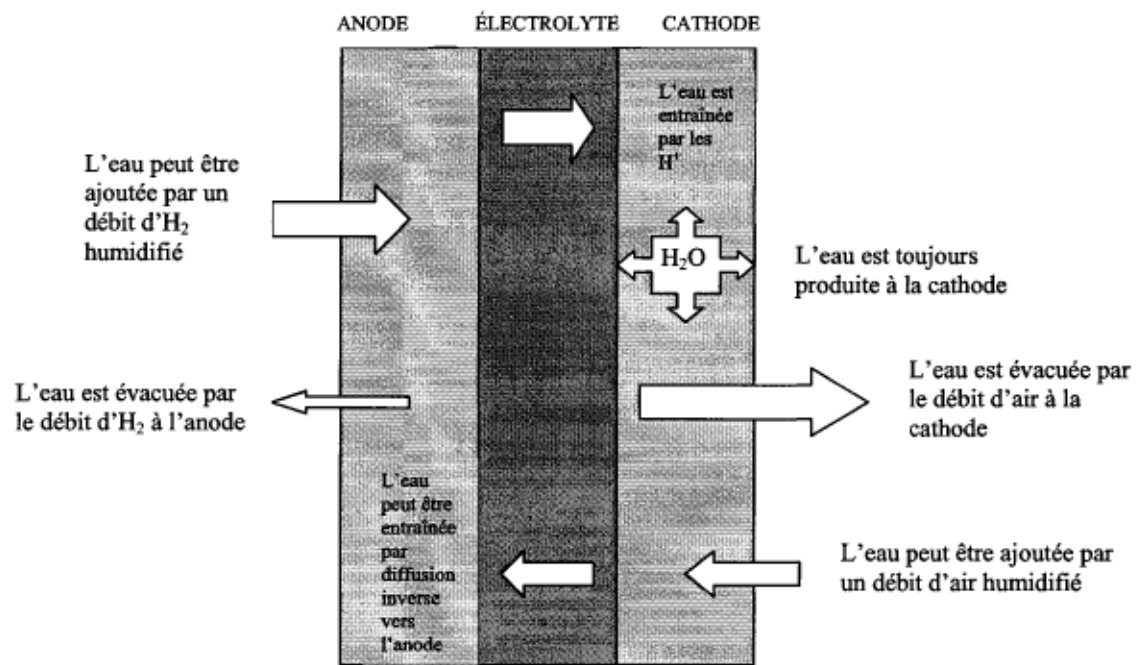 ANODE ÉLECTROLYTE CATHODE
L'eau est
entraînée
par les
H⁺
L'eau peut être
ajoutée par un
débit d'H₂
humidifié
H₂O
L'eau est toujours
produite à la cathode
L'eau est évacuée par
le débit d'H₂ à l'anode
L'eau est évacuée par
le débit d'air à la
cathode
L'eau
peut être
entraînée
par
diffusion
inverse
vers
l'anode
L'eau peut être ajoutée par
un débit d'air humidifié